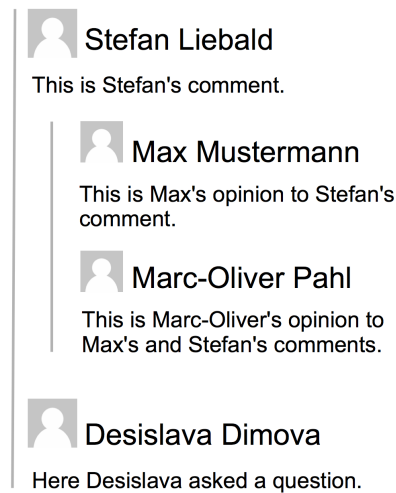 Stefan Liebald
This is Stefan's comment.
Max Mustermann
This is Max's opinion to Stefan's
comment.
Marc-Oliver Pahl
This is Marc-Oliver's opinion to
Max's and Stefan's comments.
Desislava Dimova
Here Desislava asked a question.